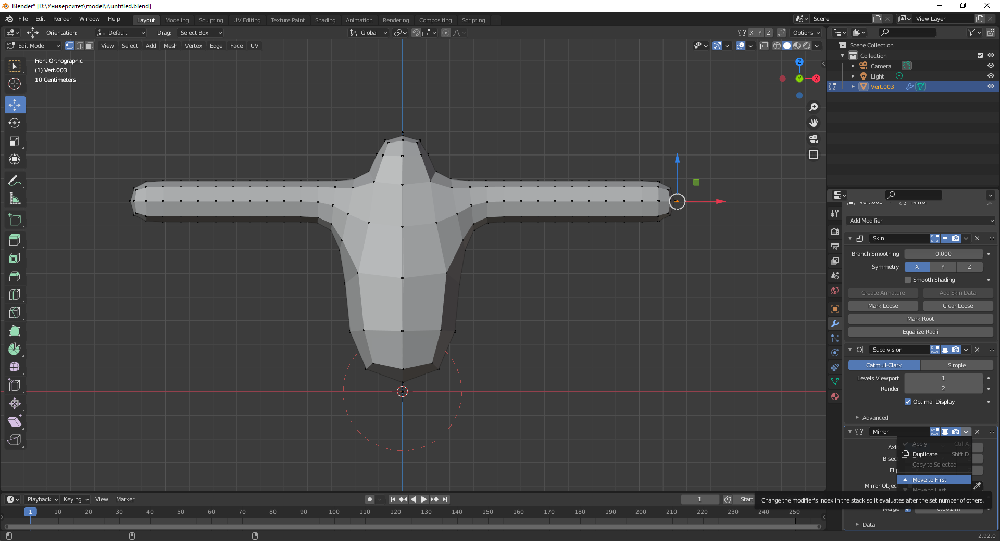 Blender* [D:\Университет\model\i\untitled.blend]
File Edit Render Window Help
Layout Modeling Sculpting UV Editing Texture Paint Shading Animation Rendering Compositing Scripting +
Scene
View Layer
Orientation: Default Drag: Select Box
Global
X Y Z Options
Edit Mode View Select Add Mesh Vertex Edge Face UV
Front Orthographic
(1) Vert.003
10 Centimeters
Z
Y
X
Scene Collection
Collection
Camera
Light
Vert.003
Vert.003 Mirror
Add Modifier
Skin
Branch Smoothing 0.000
Symmetry X Y Z
Smooth Shading
Create Armature Add Skin Data
Mark Loose Clear Loose
Mark Root
Equalize Radii
Subdivision
Catmull-Clark Simple
Levels Viewport 1
Render 2
Optimal Display
Advanced
Mirror
Axi
Bisec
Flip
Mirror Objec
Apply Ctrl A
Duplicate Shift D
Copy to Selected
Move to First
Move to Last
Change the modifier's index in the stack so it evaluates after the set number of others.
Merge 0.001 m
Data
Playback Keying View Marker
1 Start
1 10 20 30 40 50 60 70 80 90 100 110 120 130 140 150 160 170 180 190 200 210 220 230 240 250
2.92.0